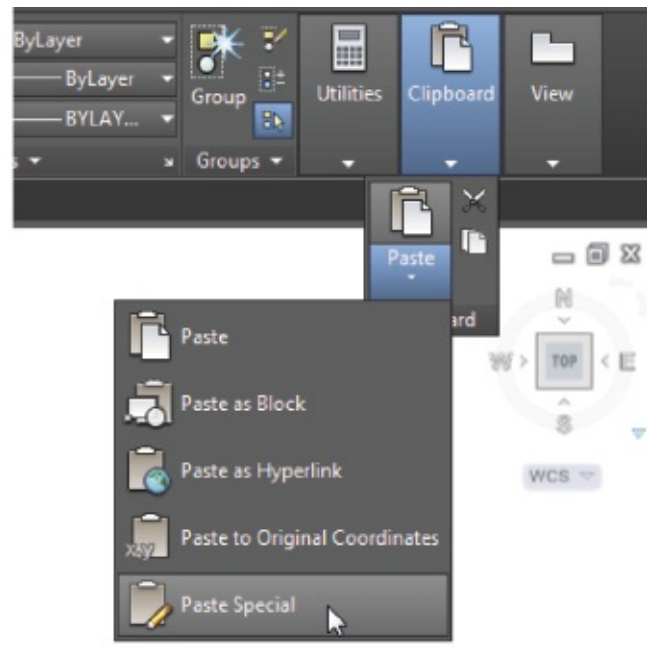 ByLayer
ByLayer
BYLAY...
Group
Groups
Utilities
Clipboard
View
Paste
ard
Paste
Paste as Block
Paste as Hyperlink
x,y
Paste to Original Coordinates
Paste Special
N
W TOP E
S
WCS